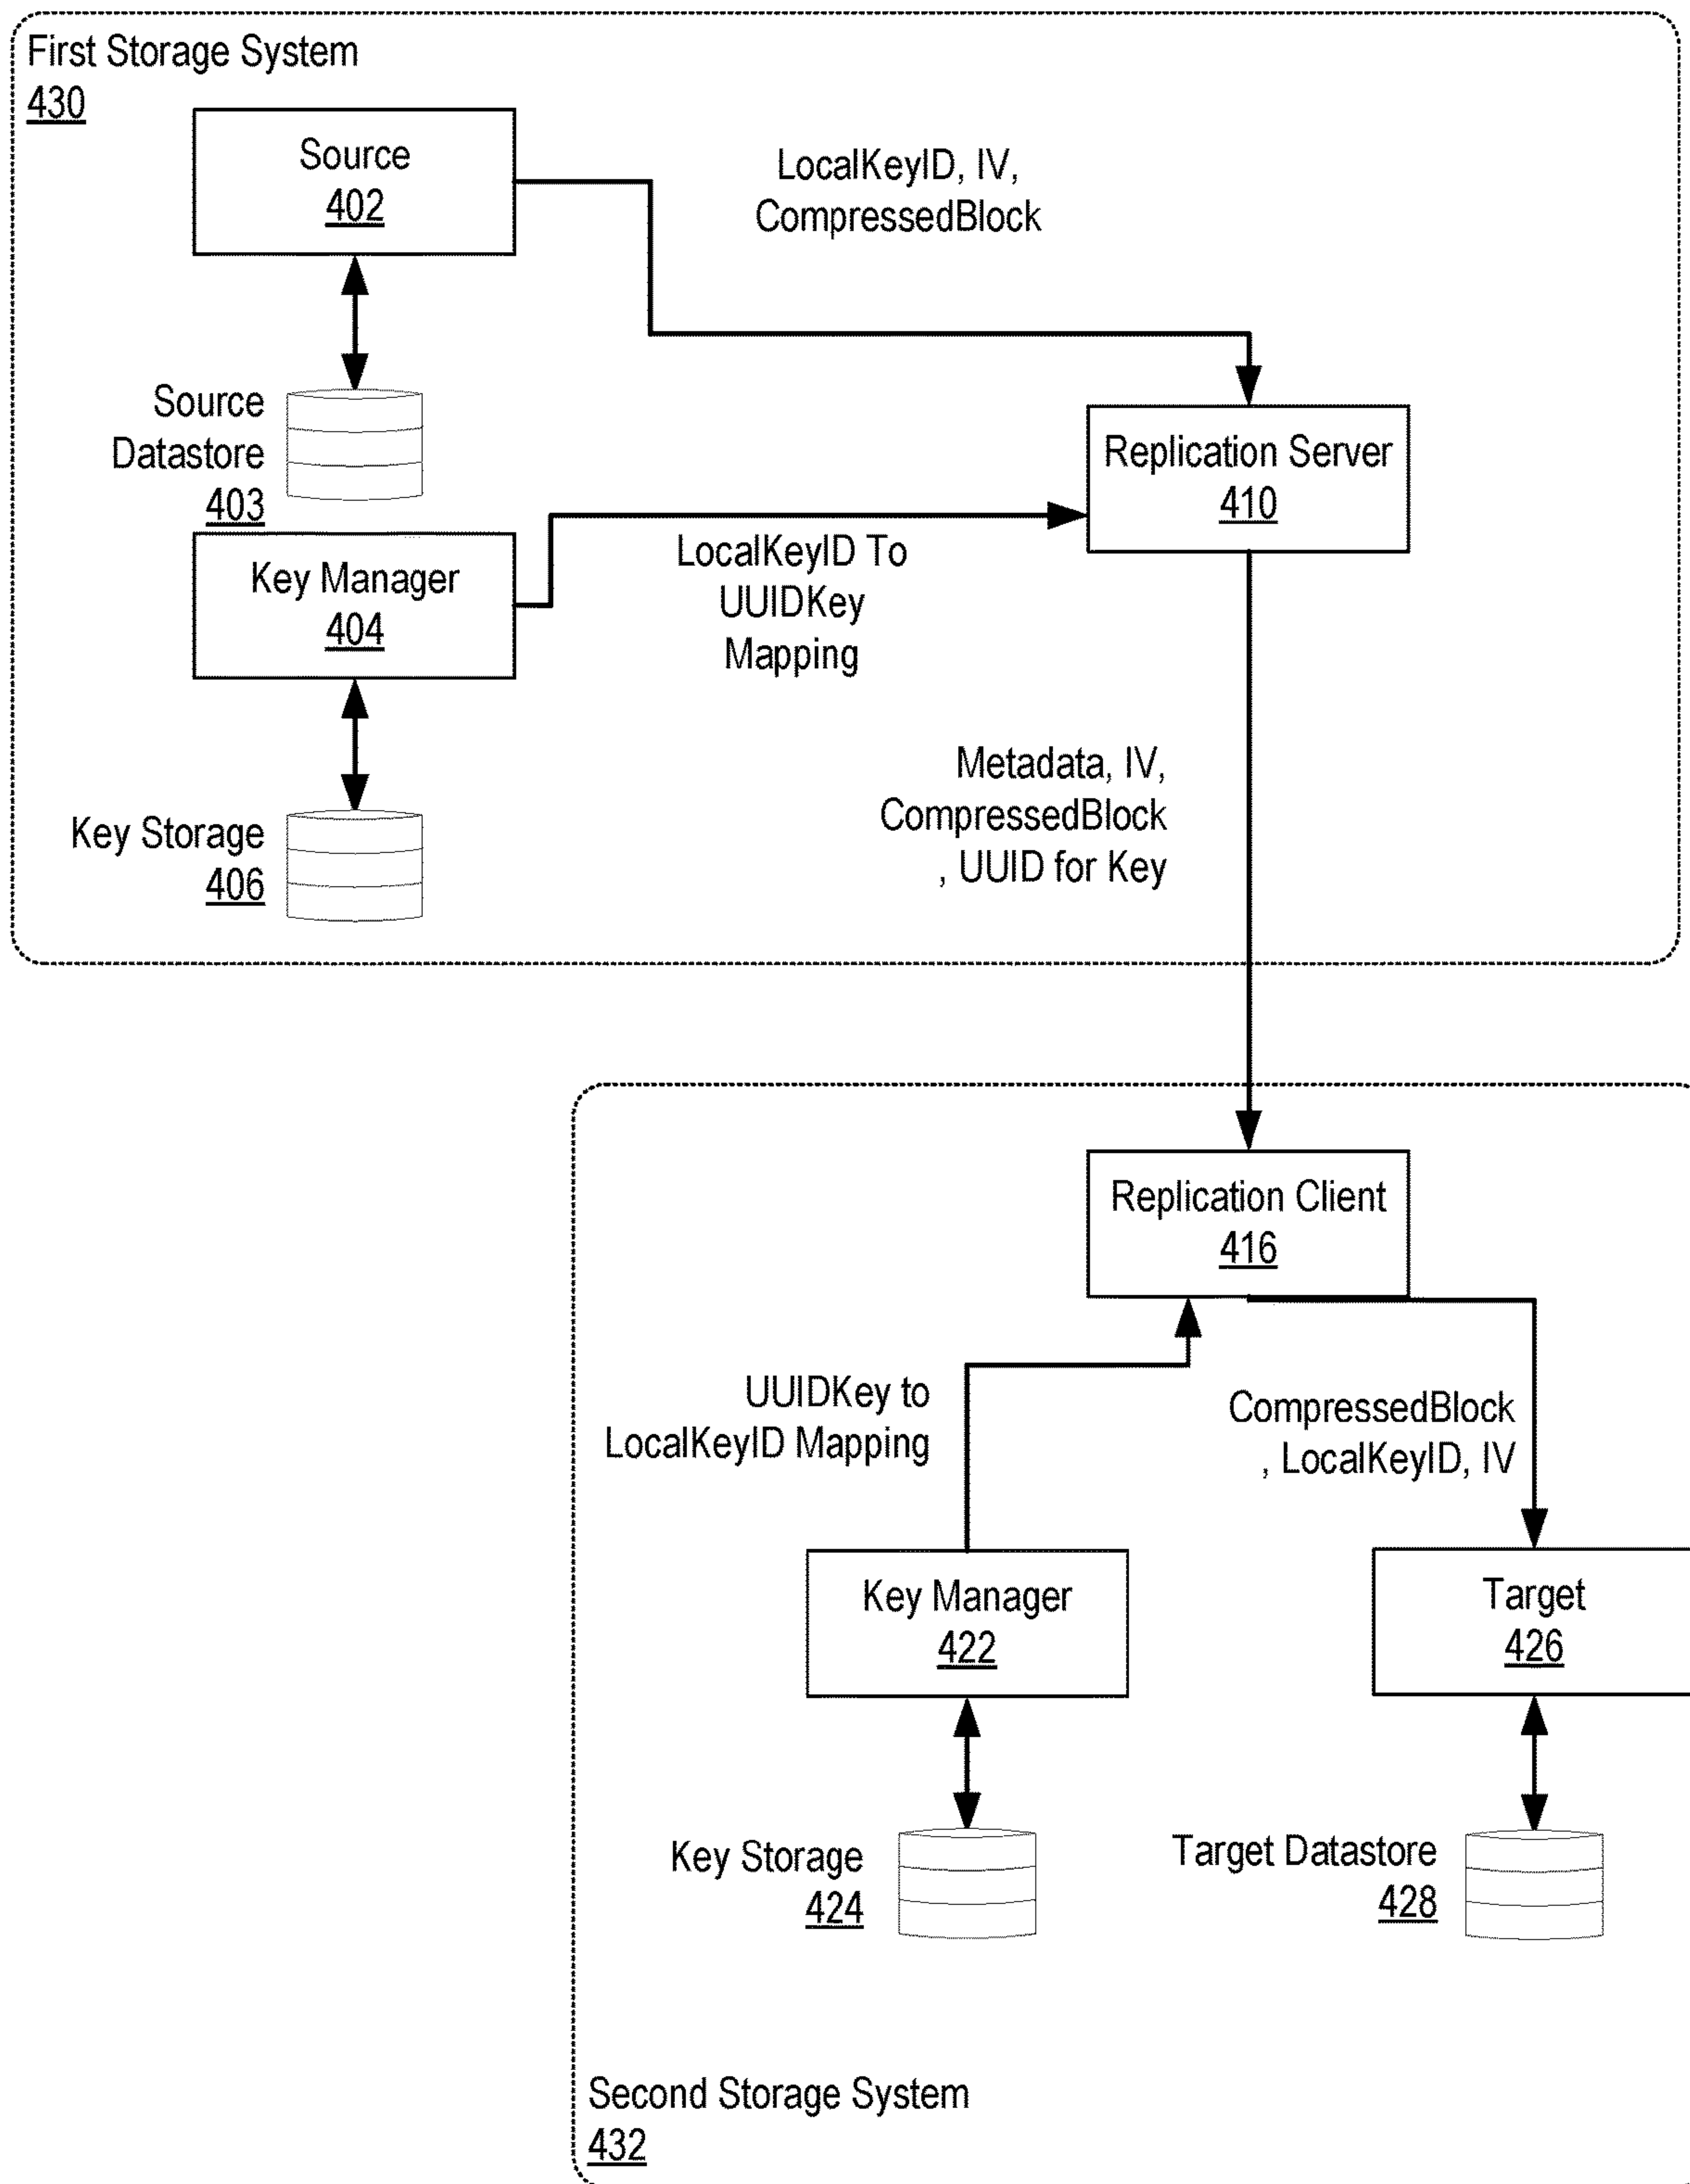 First Storage System
430
Source
402
LocalKeyID, IV,
CompressedBlock
Source
Datastore
403
Replication Server
410
Key Manager
404
LocalKeyID To
UUIDKey
Mapping
Key Storage
406
Metadata, IV,
CompressedBlock
, UUID for Key
Replication Client
416
UUIDKey to
LocalKeyID Mapping
CompressedBlock
, LocalKeyID, IV
Key Manager
422
Target
426
Key Storage
424
Target Datastore
428
Second Storage System
432